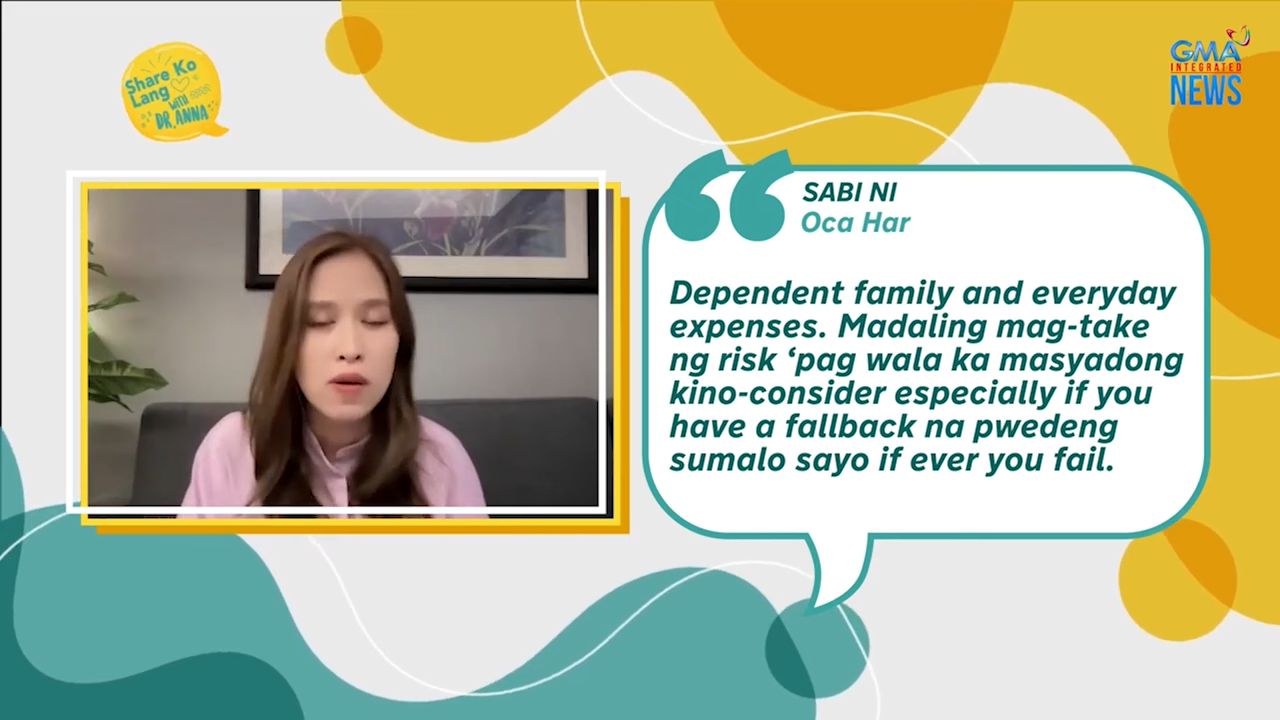 Share Ko
Lang
WITH
DR. ANNA
GMA
INTEGRATED
NEWS
SABI NI
Oca Har
Dependent family and everyday
expenses. Madaling mag-take
ng risk ‘pag wala ka masyadong
kino-consider especially if you
have a fallback na pwedeng
sumalo sayo if ever you fail.